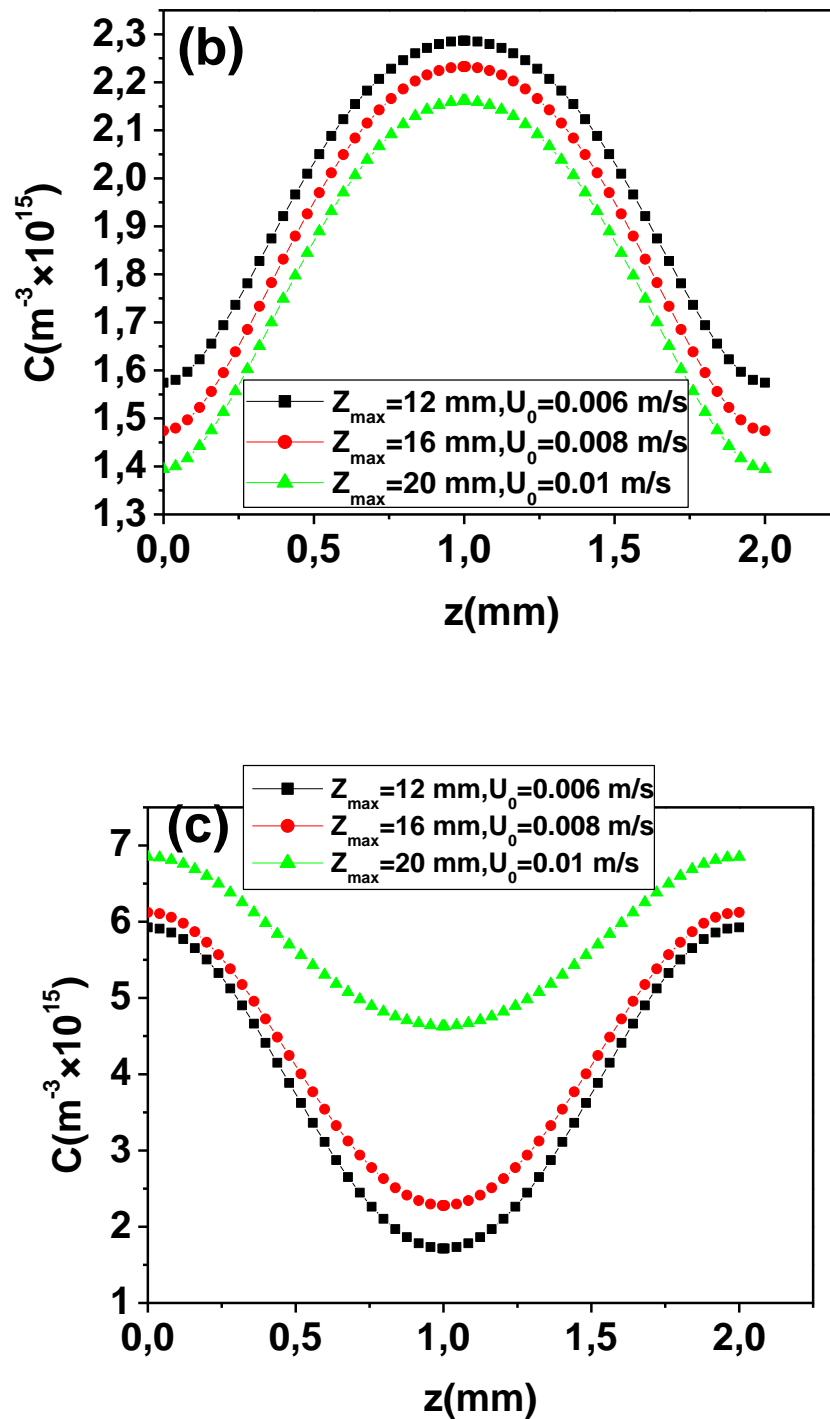 (b)
2,3
2,2
2,1
2,0
1,9
1,8
1,7
1,6
1,5
1,4
1,3
C(m⁻³×10¹⁵)
Zmax=12 mm,U₀=0.006 m/s
Zmax=16 mm,U₀=0.008 m/s
Zmax=20 mm,U₀=0.01 m/s
0,0 0,5 1,0 1,5 2,0
z(mm)
Zmax=12 mm,U₀=0.006 m/s
Zmax=16 mm,U₀=0.008 m/s
Zmax=20 mm,U₀=0.01 m/s
(c)
7
6
5
4
3
2
1
C(m⁻³×10¹⁵)
0,0 0,5 1,0 1,5 2,0
z(mm)